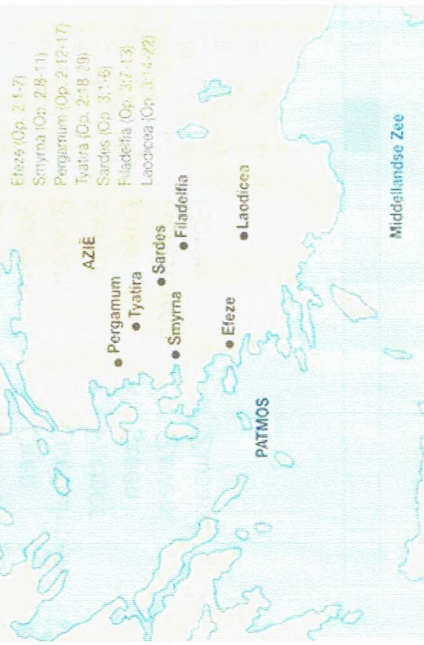 Efeze (Op. 2:1-7)
Smyrna (Op. 2:8-11)
Pergamum (Op. 2:12-17)
Tyatira (Op. 2:18-29)
Sardes (Op. 3:1-6)
Filadelfia (Op. 3:7-13)
Laodicea (Op. 3:14-22)
AZIË
Pergamum
Tyatira
Sardes
Smyrna
Filadelfia
Efeze
Laodicea
PATMOS
Middellandse Zee